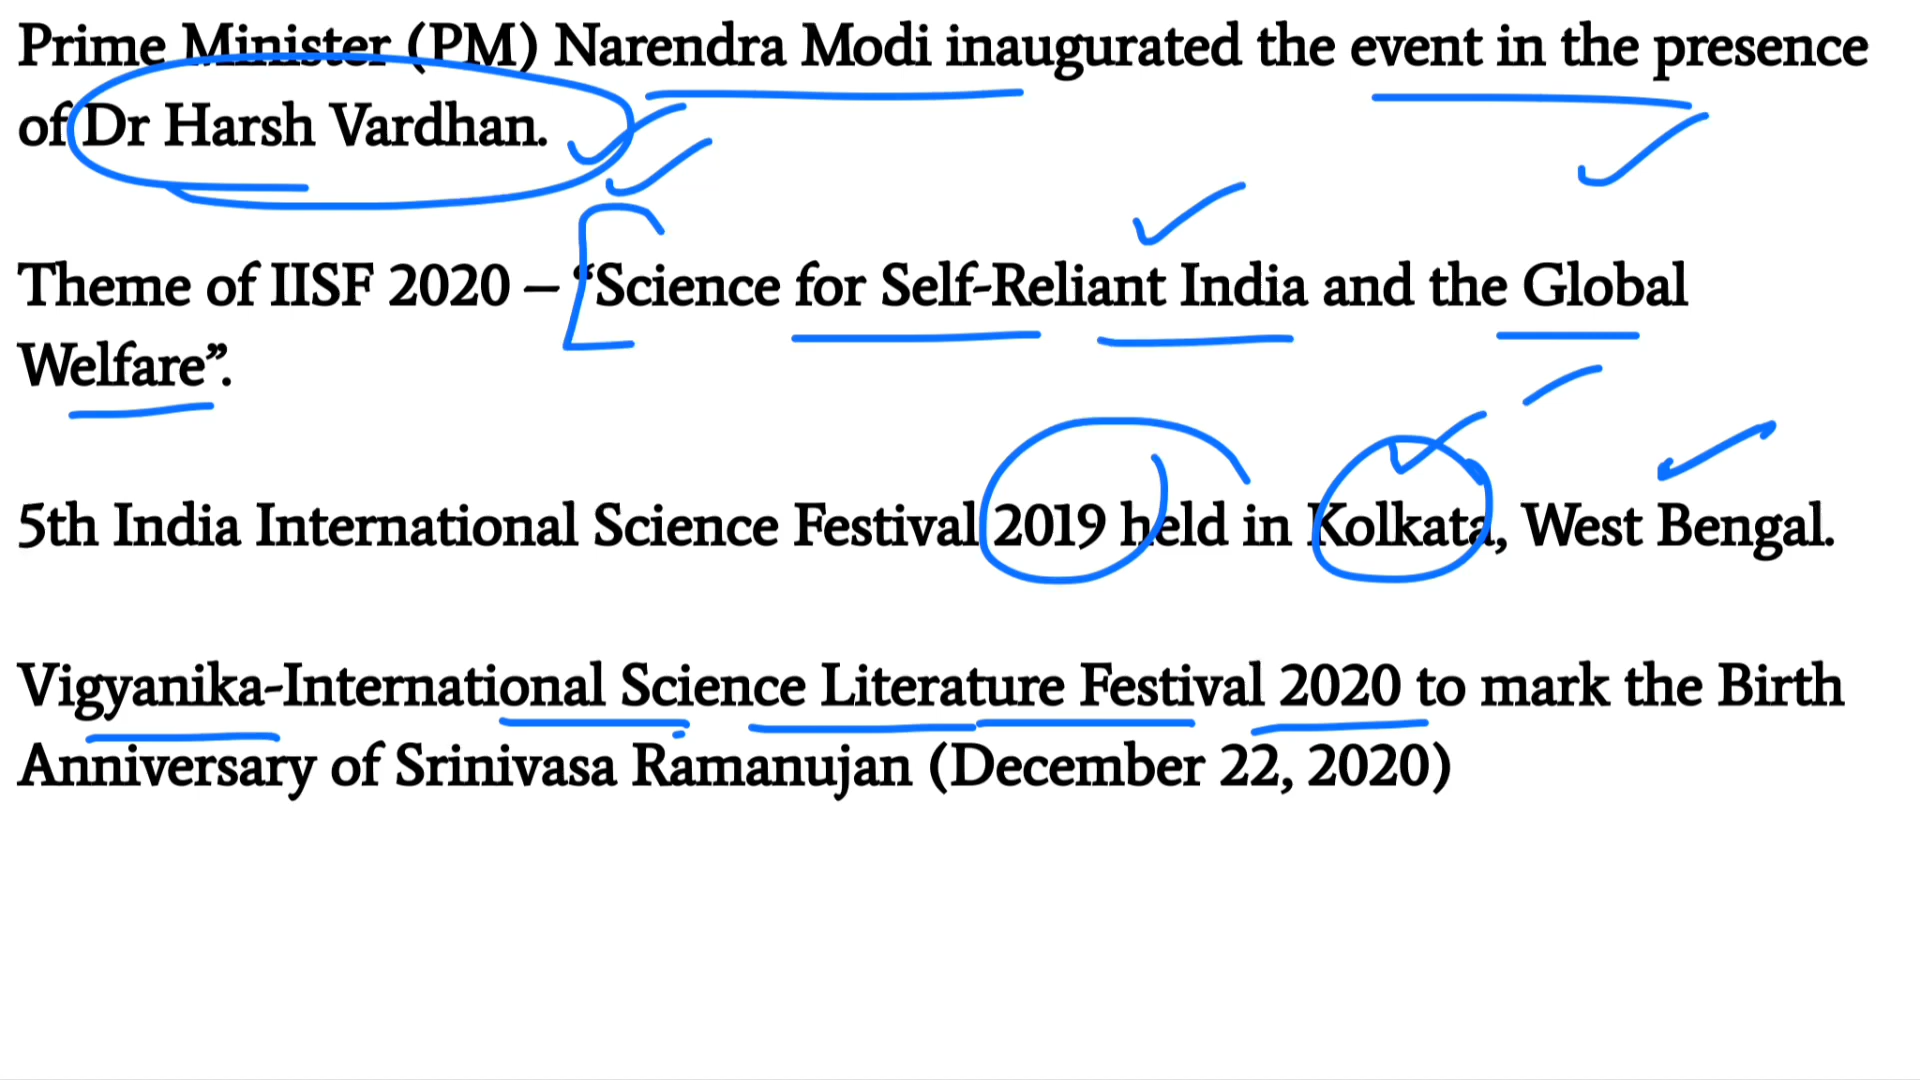 Prime Minister (PM) Narendra Modi inaugurated the event in the presence
of Dr Harsh Vardhan.
Theme of IISF 2020 – “Science for Self-Reliant India and the Global
Welfare”.
5th India International Science Festival 2019 held in Kolkata, West Bengal.
Vigyanika-International Science Literature Festival 2020 to mark the Birth
Anniversary of Srinivasa Ramanujan (December 22, 2020)